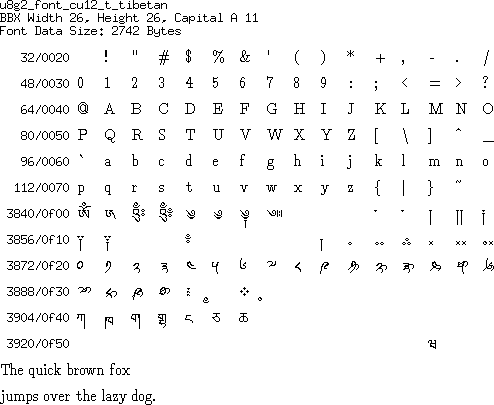 u8g2_font_cu12_t_tibetan
BBX Width 26, Height 26, Capital A 11
Font Data Size: 2742 Bytes
32/0020 ! " # $ % & ' ( ) * + , - . /
48/0030 0 1 2 3 4 5 6 7 8 9 : ; < = > ?
64/0040 @ A B C D E F G H I J K L M N O
80/0050 P Q R S T U V W X Y Z [ \ ] ^ _
96/0060 ` a b c d e f g h i j k l m n o
112/0070 p q r s t u v w x y z { | } ~
3840/0f00 ༀ ༁ ༂ ༃ ༄ ༅ ༆ ༇ ་ ༌ ། ༎ ༏
3856/0f10 ༐ ༑ ༔ ༙ ༚ ༛ ༜ ༝ ༞ ༟
3872/0f20 ༠ ༡ ༢ ༣ ༤ ༥ ༦ ༧ ༨ ༩ ༪ ༫ ༬ ༭ ༮ ༯
3888/0f30 ༰ ༱ ༲ ༳ ༴ ༵ ༶ ༷
3904/0f40 ཀ ཁ ག གྷ ང ཅ ཆ
3920/0f50 ཝ
The quick brown fox
jumps over the lazy dog.